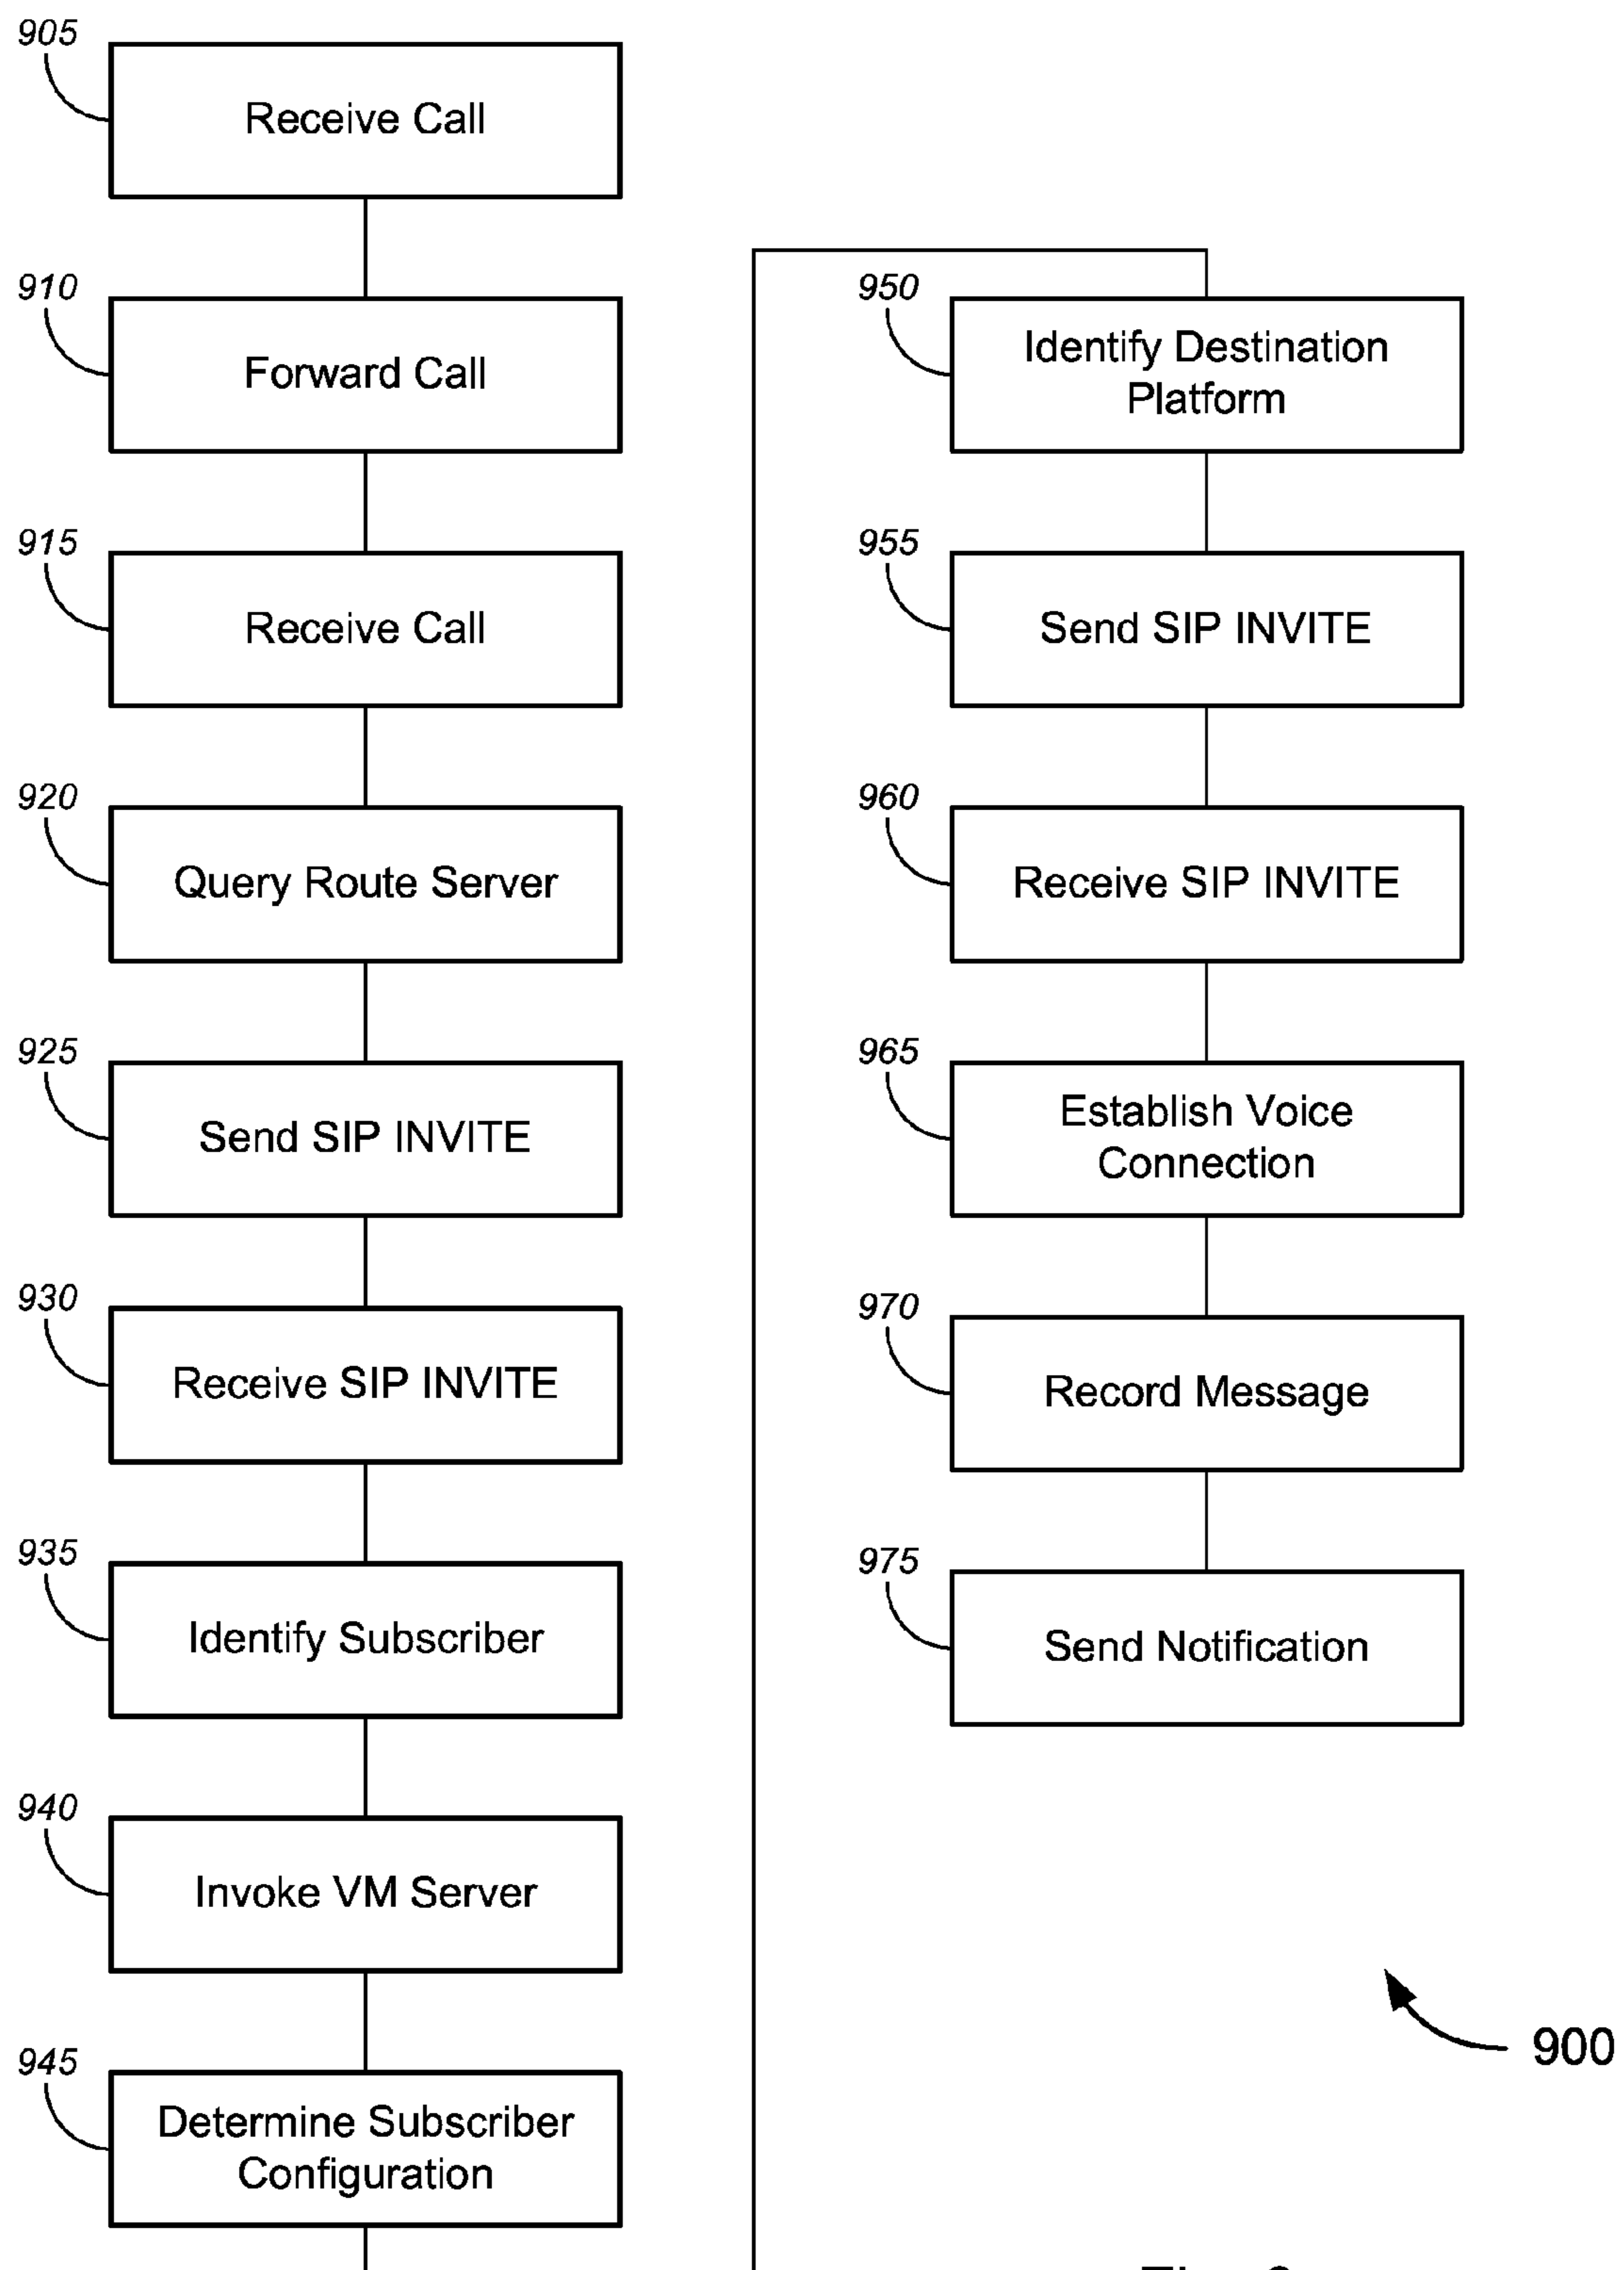 905
Receive Call
910
Forward Call
915
Receive Call
920
Query Route Server
925
Send SIP INVITE
930
Receive SIP INVITE
935
Identify Subscriber
940
Invoke VM Server
945
Determine Subscriber
Configuration
950
Identify Destination
Platform
955
Send SIP INVITE
960
Receive SIP INVITE
965
Establish Voice
Connection
970
Record Message
975
Send Notification
900